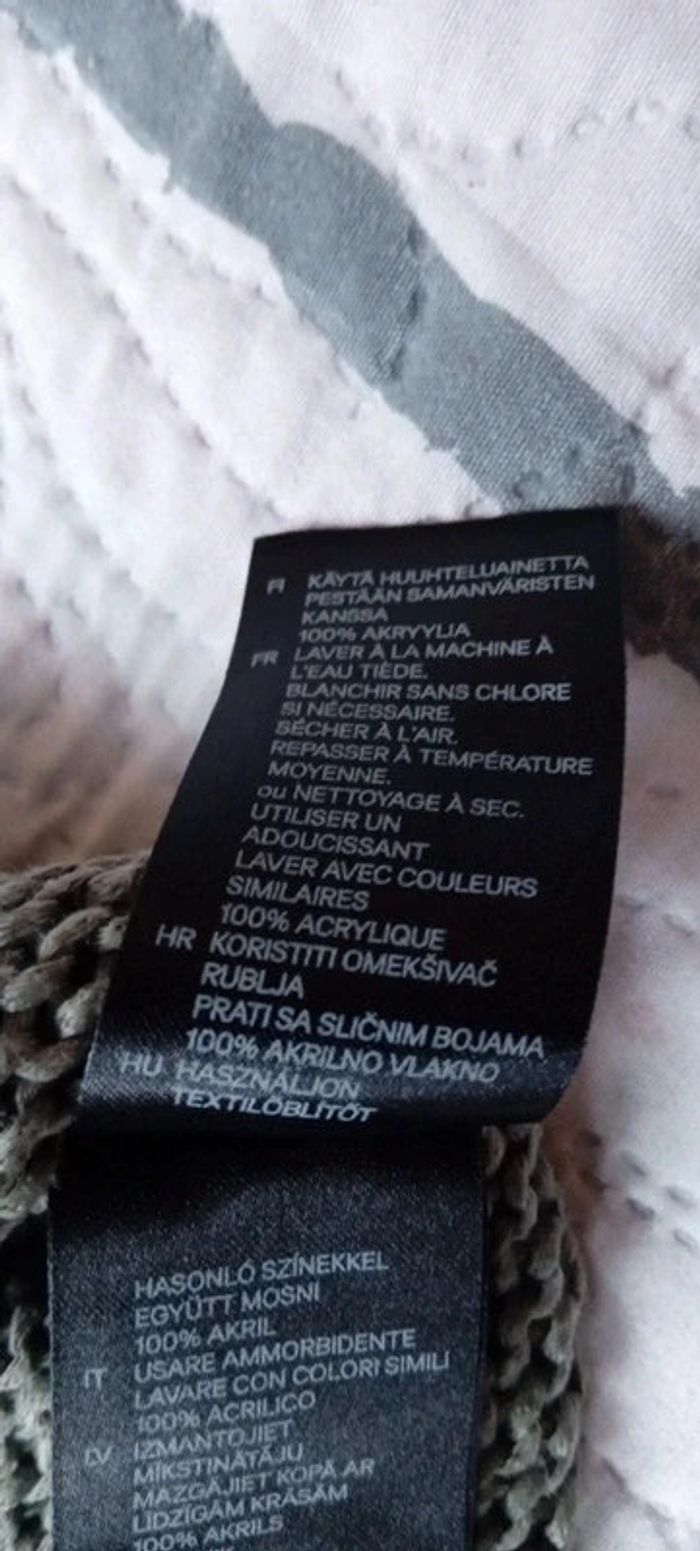 FI KÄYTÄ HUUHTELUAINETTA
PESTÄÄN SAMANVÄRISTEN
KANSSA
100% AKRYYLIA
FR LAVER À LA MACHINE À
L'EAU TIÈDE.
BLANCHIR SANS CHLORE
SI NÉCESSAIRE.
SÉCHER À L'AIR.
REPASSER À TEMPÉRATURE
MOYENNE.
ou NETTOYAGE À SEC.
UTILISER UN
ADOUCISSANT
LAVER AVEC COULEURS
SIMILAIRES
100% ACRYLIQUE
HR KORISTITI OMEKŠIVAČ
RUBLJA
PRATI SA SLIČNIM BOJAMA
100% AKRILNO VLAKNO
HU HASZNÁLJON
TEXTILÖBLÍTŐT
HASONLÓ SZÍNEKKEL
EGYÜTT MOSNI
100% AKRIL
IT USARE AMMORBIDENTE
LAVARE CON COLORI SIMILI
100% ACRILICO
LV IZMANTOJIET
MĪKSTINĀTĀJU
MAZGĀJIET KOPĀ AR
LĪDZĪGĀM KRĀSĀM
100% AKRILS